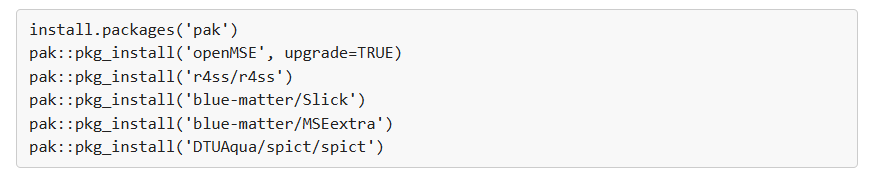 install.packages('pak')
pak::pkg_install('openMSE', upgrade=TRUE)
pak::pkg_install('r4ss/r4ss')
pak::pkg_install('blue-matter/Slick')
pak::pkg_install('blue-matter/MSEextra')
pak::pkg_install('DTUAqua/spict/spict')